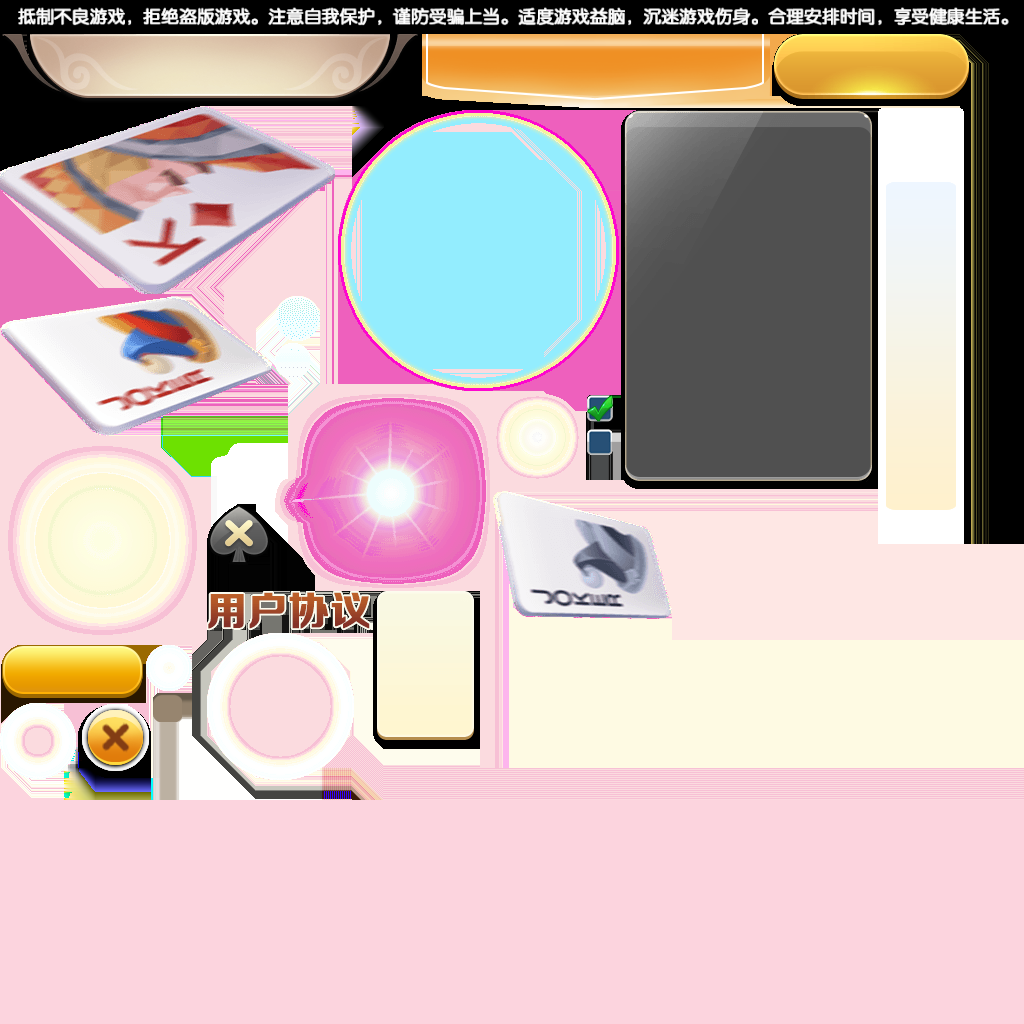 抵制不良游戏，拒绝盗版游戏。注意自我保护，谨防受骗上当。适度游戏益脑，沉迷游戏伤身。合理安排时间，享受健康生活。
K
JOKER
JOKER
用户协议